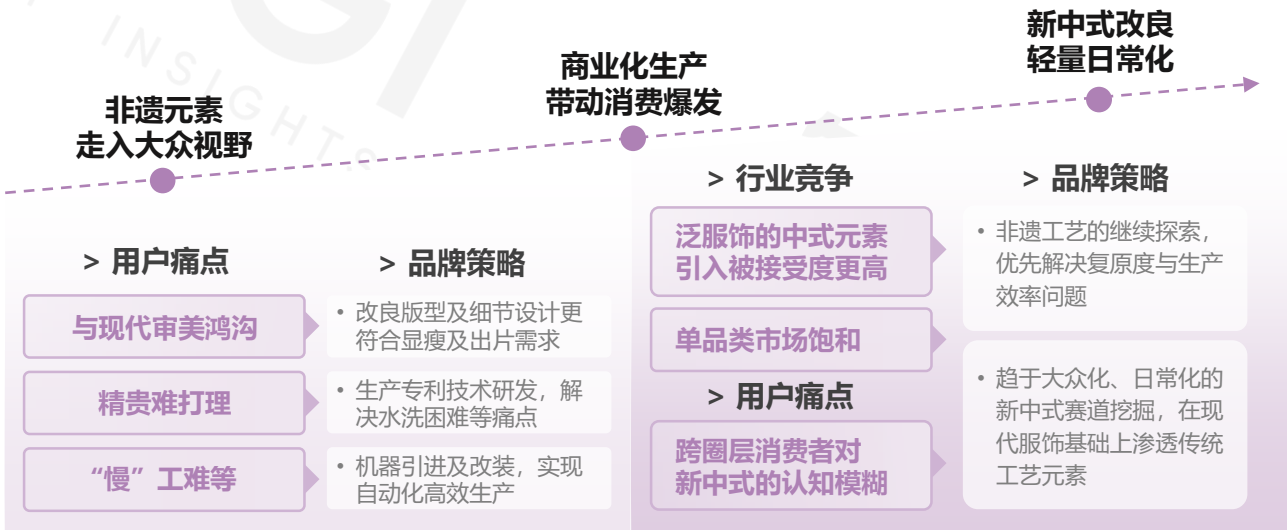 新中式改良
轻量日常化
商业化生产
带动消费爆发
非遗元素
走入大众视野
INSIGHTS
> 用户痛点
> 品牌策略
与现代审美鸿沟
• 改良版型及细节设计更
符合显瘦及出片需求
精贵难打理
• 生产专利技术研发，解
决水洗困难等痛点
“慢”工难等
• 机器引进及改装，实现
自动化高效生产
> 行业竞争
> 品牌策略
泛服饰的中式元素
引入被接受度更高
单品类市场饱和
• 非遗工艺的继续探索，
优先解决复原度与生产
效率问题
> 用户痛点
跨圈层消费者对
新中式的认知模糊
• 趋于大众化、日常化的
新中式赛道挖掘，在现
代服饰基础上渗透传统
工艺元素